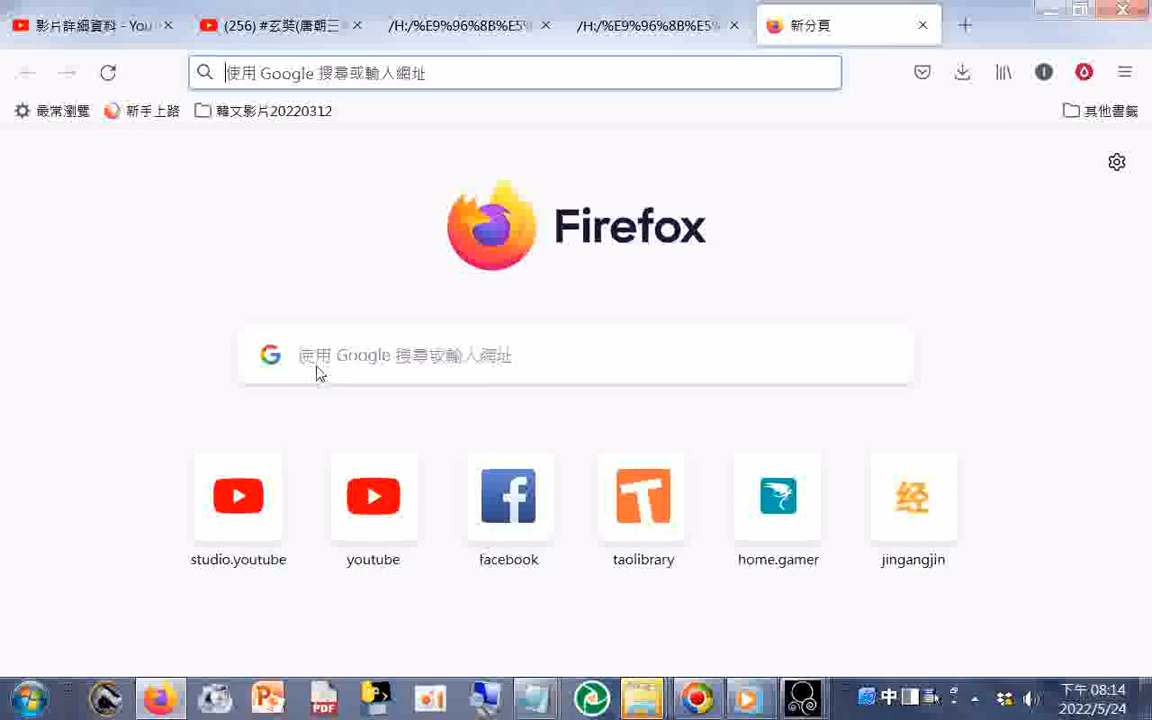 影片詳細資料 - You
(256) #玄奘(唐朝三
/H:/%E9%96%8B%E5%
/H:/%E9%96%8B%E5%
新分頁
使用 Google 搜尋或輸入網址
最常瀏覽
新手上路
韓文影片20220312
其他書籤
Firefox
使用 Google 搜尋或輸入網址
studio.youtube
youtube
facebook
taolibrary
home.gamer
jingangjin
经
PDF
中
下午 08:14
2022/5/24